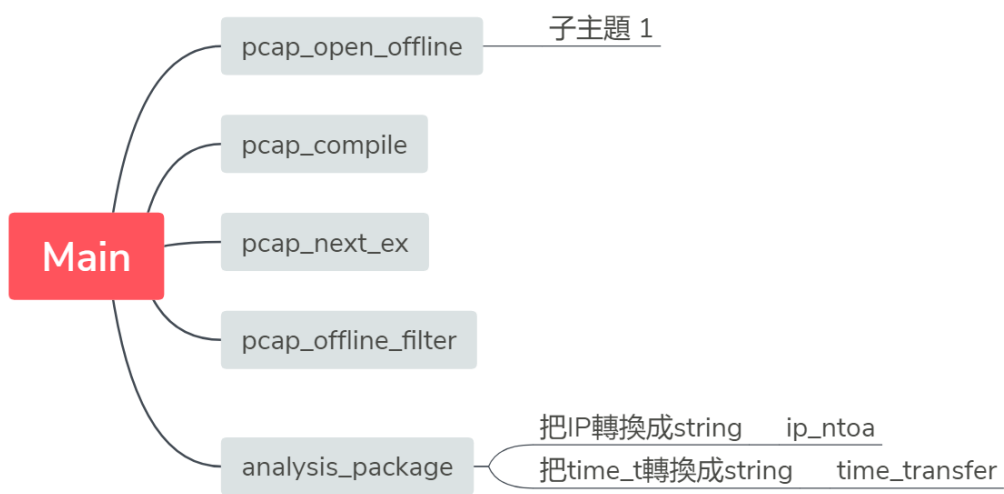 pcap_open_offline
子主題 1
pcap_compile
Main
pcap_next_ex
pcap_offline_filter
analysis_package
把IP轉換成string ip_ntoa
把time_t轉換成string time_transfer